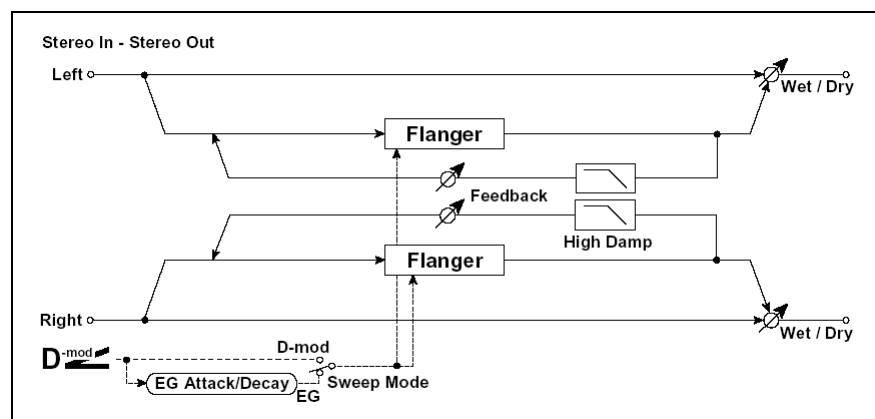 Stereo In - Stereo Out
Left
Wet / Dry
Flanger
Feedback
High Damp
Flanger
Right
Wet / Dry
D-mod
D-mod
EG Attack/Decay
EG
Sweep Mode